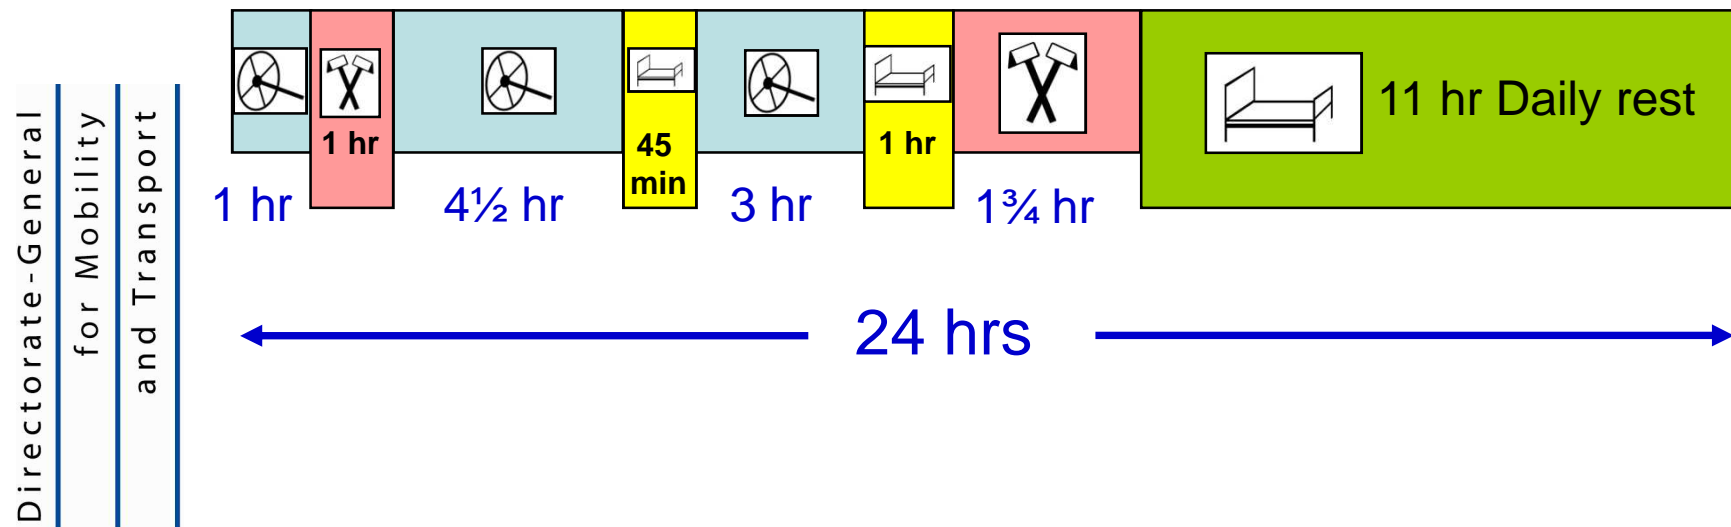 Directorate-General
for Mobility
and Transport
1 hr
45
min
1 hr
11 hr Daily rest
1 hr
4½ hr
3 hr
1¾ hr
24 hrs